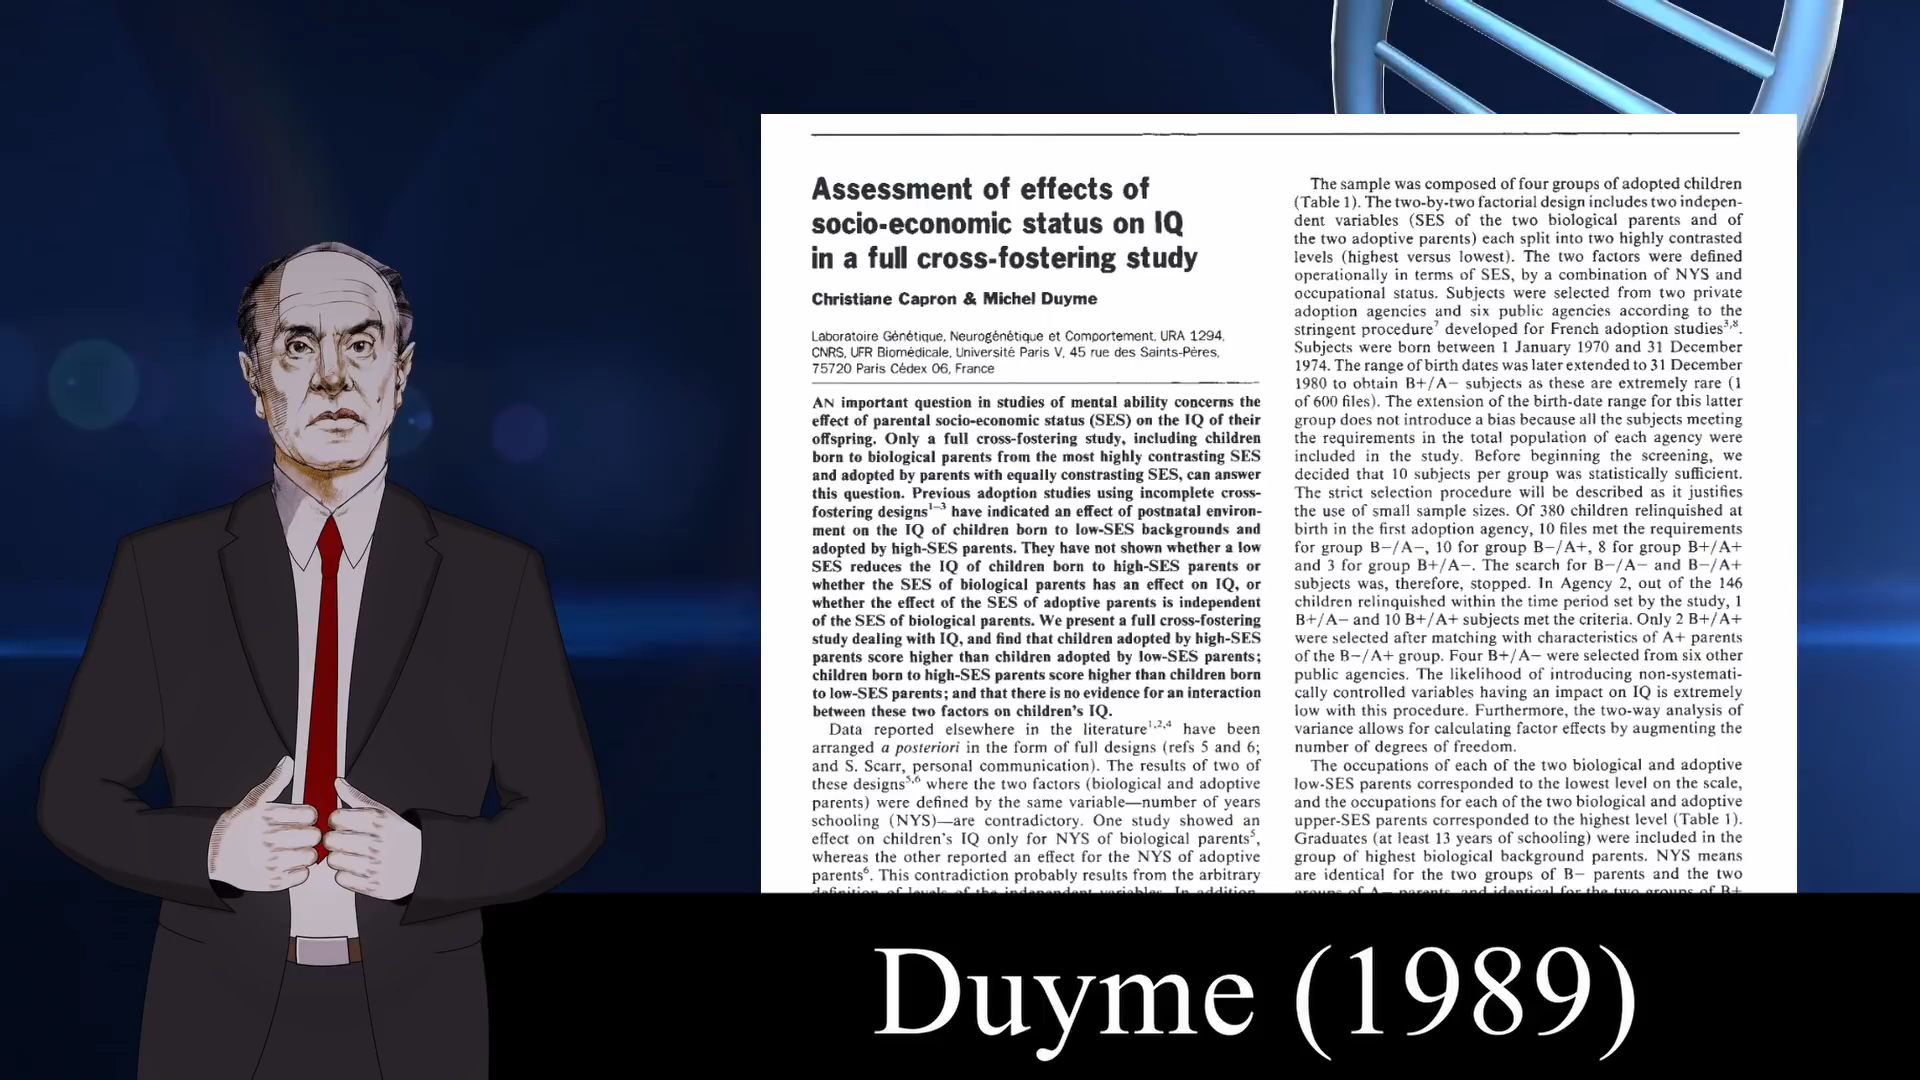 Assessment of effects of
socio-economic status on IQ
in a full cross-fostering study
Christiane Capron & Michel Duyme
Laboratoire Génétique, Neurogénétique et Comportement, URA 1294,
CNRS, UFR Biomédicale, Université Paris V, 45 rue des Saints-Pères,
75720 Paris Cédex 06, France
AN important question in studies of mental ability concerns the
effect of parental socio-economic status (SES) on the IQ of their
offspring. Only a full cross-fostering study, including children
born to biological parents from the most highly contrasting SES
and adopted by parents with equally constrasting SES, can answer
this question. Previous adoption studies using incomplete cross-
fostering designs¹⁻³ have indicated an effect of postnatal environ-
ment on the IQ of children born to low-SES backgrounds and
adopted by high-SES parents. They have not shown whether a low
SES reduces the IQ of children born to high-SES parents or
whether the SES of biological parents has an effect on IQ, or
whether the effect of the SES of adoptive parents is independent
of the SES of biological parents. We present a full cross-fostering
study dealing with IQ, and find that children adopted by high-SES
parents score higher than children adopted by low-SES parents;
children born to high-SES parents score higher than children born
to low-SES parents; and that there is no evidence for an interaction
between these two factors on children's IQ.
Data reported elsewhere in the literature¹,²,⁴ have been
arranged a posteriori in the form of full designs (refs 5 and 6;
and S. Scarr, personal communication). The results of two of
these designs⁵,⁶ where the two factors (biological and adoptive
parents) were defined by the same variable—number of years
schooling (NYS)—are contradictory. One study showed an
effect on children's IQ only for NYS of biological parents⁵,
whereas the other reported an effect for the NYS of adoptive
parents⁶. This contradiction probably results from the arbitrary
definition of levels of the independent variables. In addition,
The sample was composed of four groups of adopted children
(Table 1). The two-by-two factorial design includes two indepen-
dent variables (SES of the two biological parents and of
the two adoptive parents) each split into two highly contrasted
levels (highest versus lowest). The two factors were defined
operationally in terms of SES, by a combination of NYS and
occupational status. Subjects were selected from two private
adoption agencies and six public agencies according to the
stringent procedure⁷ developed for French adoption studies³,⁸.
Subjects were born between 1 January 1970 and 31 December
1974. The range of birth dates was later extended to 31 December
1980 to obtain B+/A− subjects as these are extremely rare (1
of 600 files). The extension of the birth-date range for this latter
group does not introduce a bias because all the subjects meeting
the requirements in the total population of each agency were
included in the study. Before beginning the screening, we
decided that 10 subjects per group was statistically sufficient.
The strict selection procedure will be described as it justifies
the use of small sample sizes. Of 380 children relinquished at
birth in the first adoption agency, 10 files met the requirements
for group B−/A−, 10 for group B−/A+, 8 for group B+/A+
and 3 for group B+/A−. The search for B−/A− and B−/A+
subjects was, therefore, stopped. In Agency 2, out of the 146
children relinquished within the time period set by the study, 1
B+/A− and 10 B+/A+ subjects met the criteria. Only 2 B+/A+
were selected after matching with characteristics of A+ parents
of the B−/A+ group. Four B+/A− were selected from six other
public agencies. The likelihood of introducing non-systemati-
cally controlled variables having an impact on IQ is extremely
low with this procedure. Furthermore, the two-way analysis of
variance allows for calculating factor effects by augmenting the
number of degrees of freedom.
The occupations of each of the two biological and adoptive
low-SES parents corresponded to the lowest level on the scale,
and the occupations for each of the two biological and adoptive
upper-SES parents corresponded to the highest level (Table 1).
Graduates (at least 13 years of schooling) were included in the
group of highest biological background parents. NYS means
are identical for the two groups of B− parents and the two
groups of A− parents, and identical for the two groups of B+
Duyme (1989)